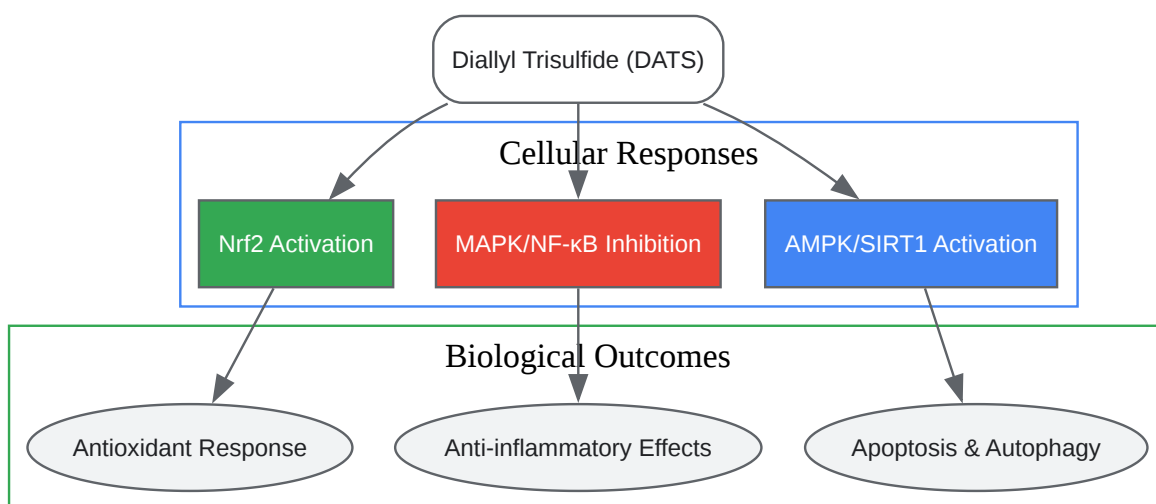 Diallyl Trisulfide (DATS)
Cellular Responses
Nrf2 Activation
MAPK/NF-κB Inhibition
AMPK/SIRT1 Activation
Biological Outcomes
Antioxidant Response
Anti-inflammatory Effects
Apoptosis & Autophagy